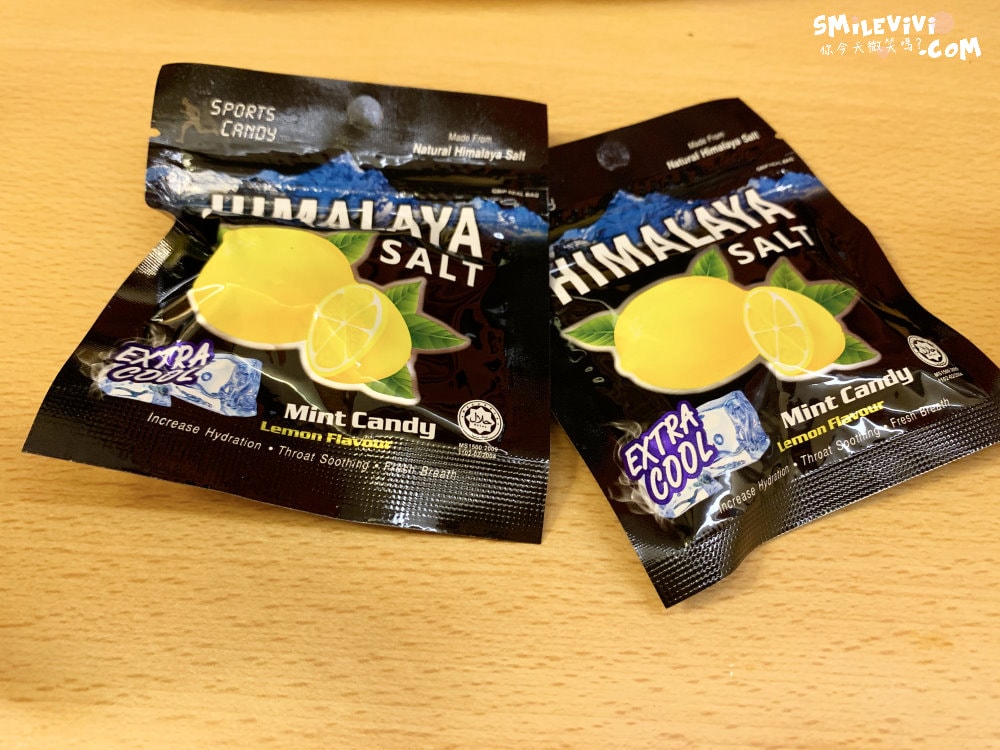 SMILEVIVI
你今天微笑嗎?.COM
SPORTS
CANDY
Made From
Natural Himalaya Salt
HIMALAYA
SALT
EXTRA
COOL
Mint Candy
Lemon Flavour
Increase Hydration • Throat Soothing • Fresh Breath
Made From
Natural Himalaya Salt
HIMALAYA
SALT
EXTRA
COOL
Mint Candy
Lemon Flavour
Increase Hydration • Throat Soothing • Fresh Breath